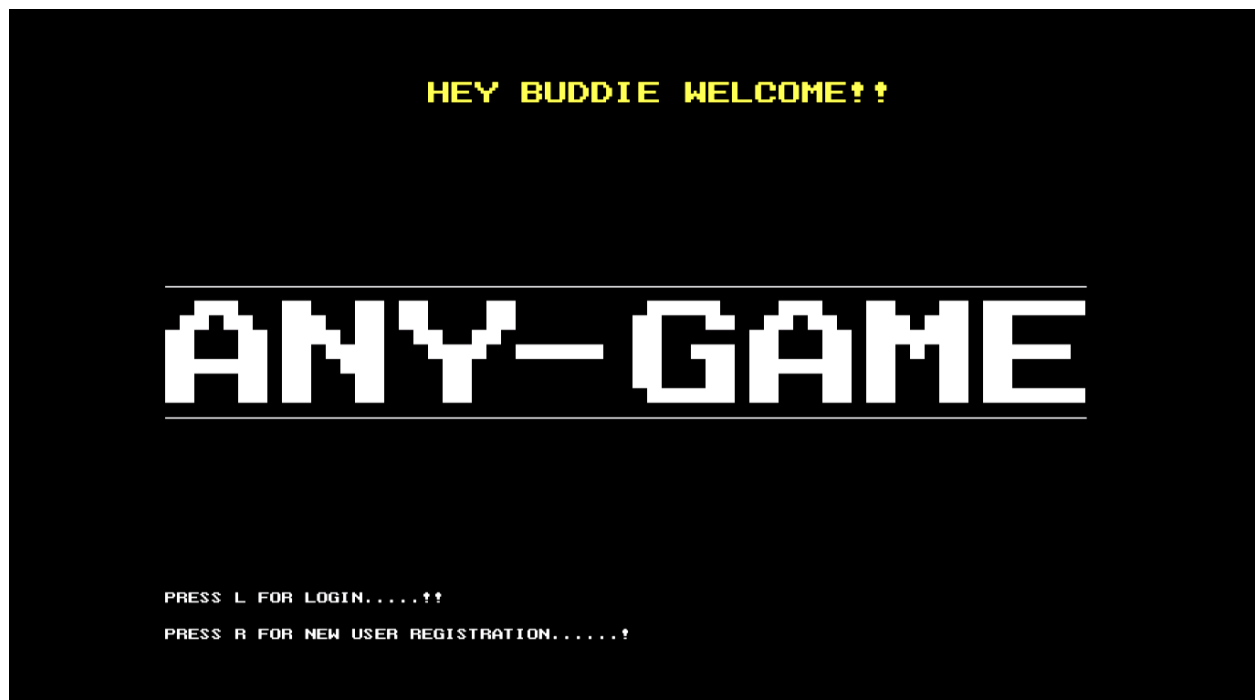 HEY BUDDIE WELCOME!!
ANY-GAME
PRESS L FOR LOGIN.....!!
PRESS R FOR NEW USER REGISTRATION......!